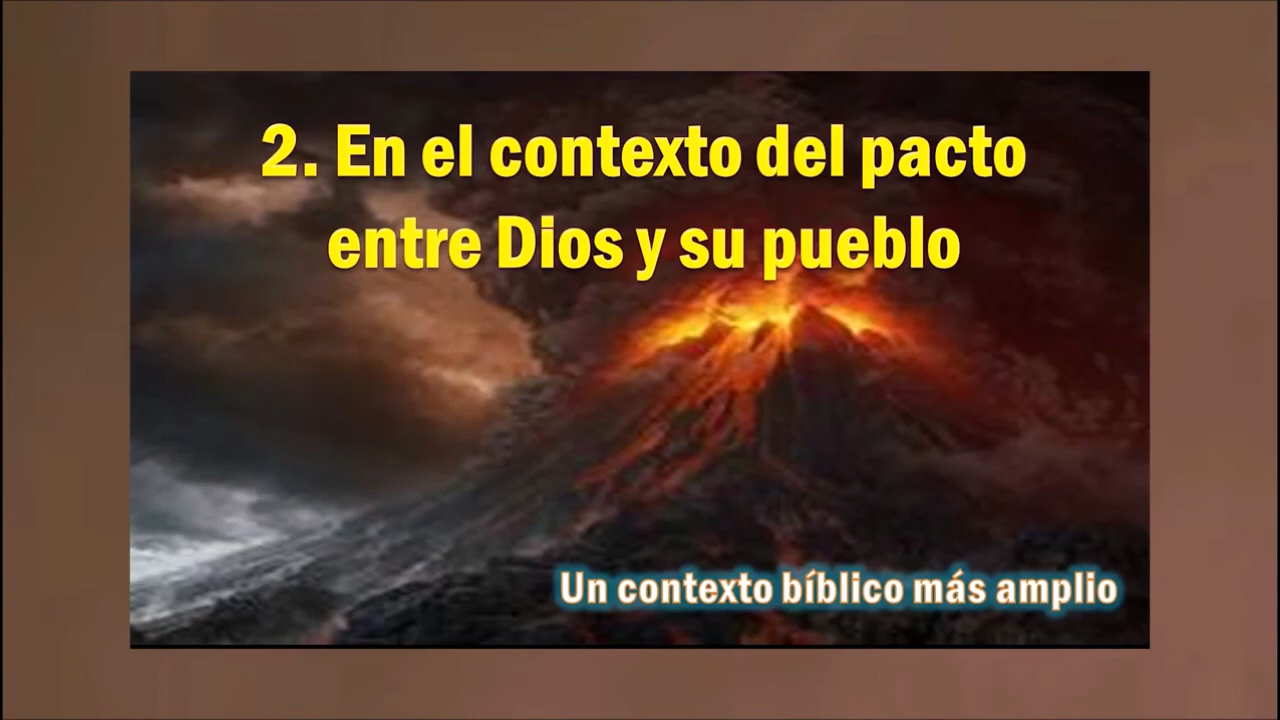 2. En el contexto del pacto
entre Dios y su pueblo
Un contexto bíblico más amplio